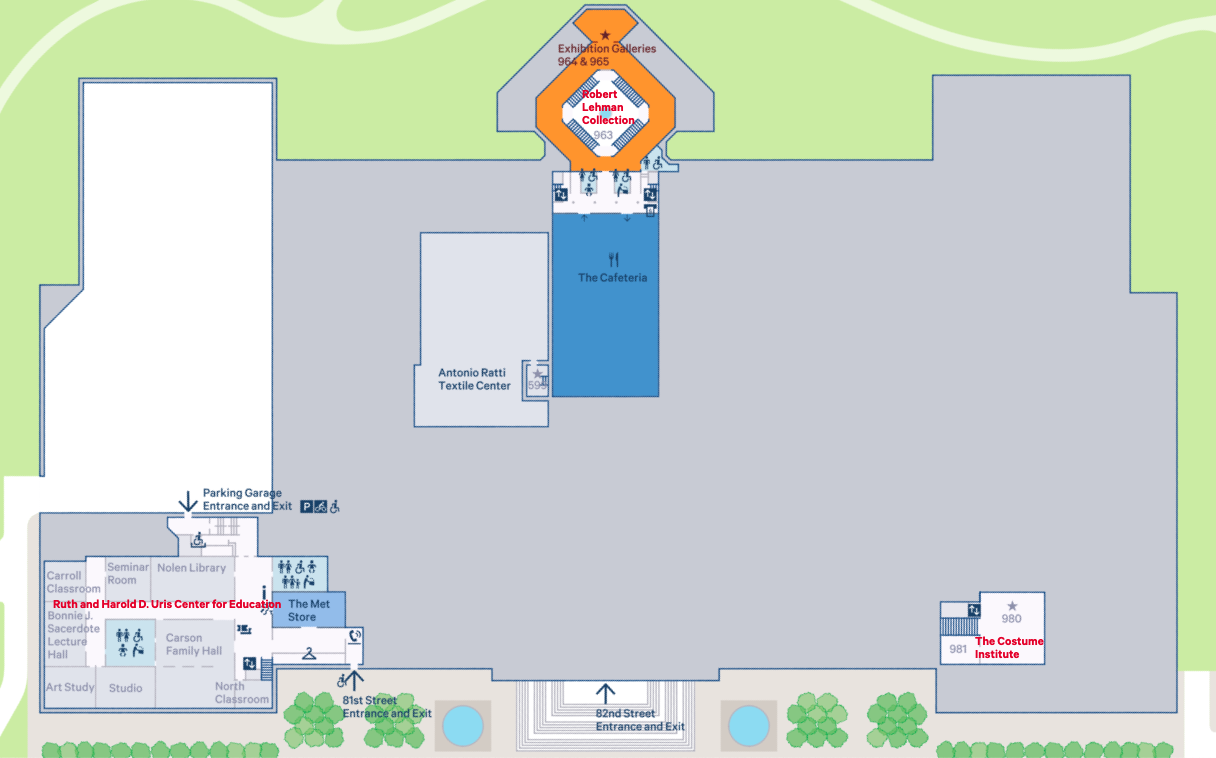 Exhibition Galleries
964 & 965
Robert
Lehman
Collection
963
The Cafeteria
Antonio Ratti
Textile Center
599
Parking Garage
Entrance and Exit
P
Carroll
Classroom
Seminar
Room
Nolen Library
Ruth and Harold D. Uris Center for Education
The Met
Store
Bonnie J.
Sacerdote
Lecture
Hall
Carson
Family Hall
Art Study
Studio
North
Classroom
81st Street
Entrance and Exit
82nd Street
Entrance and Exit
980
981
The Costume
Institute